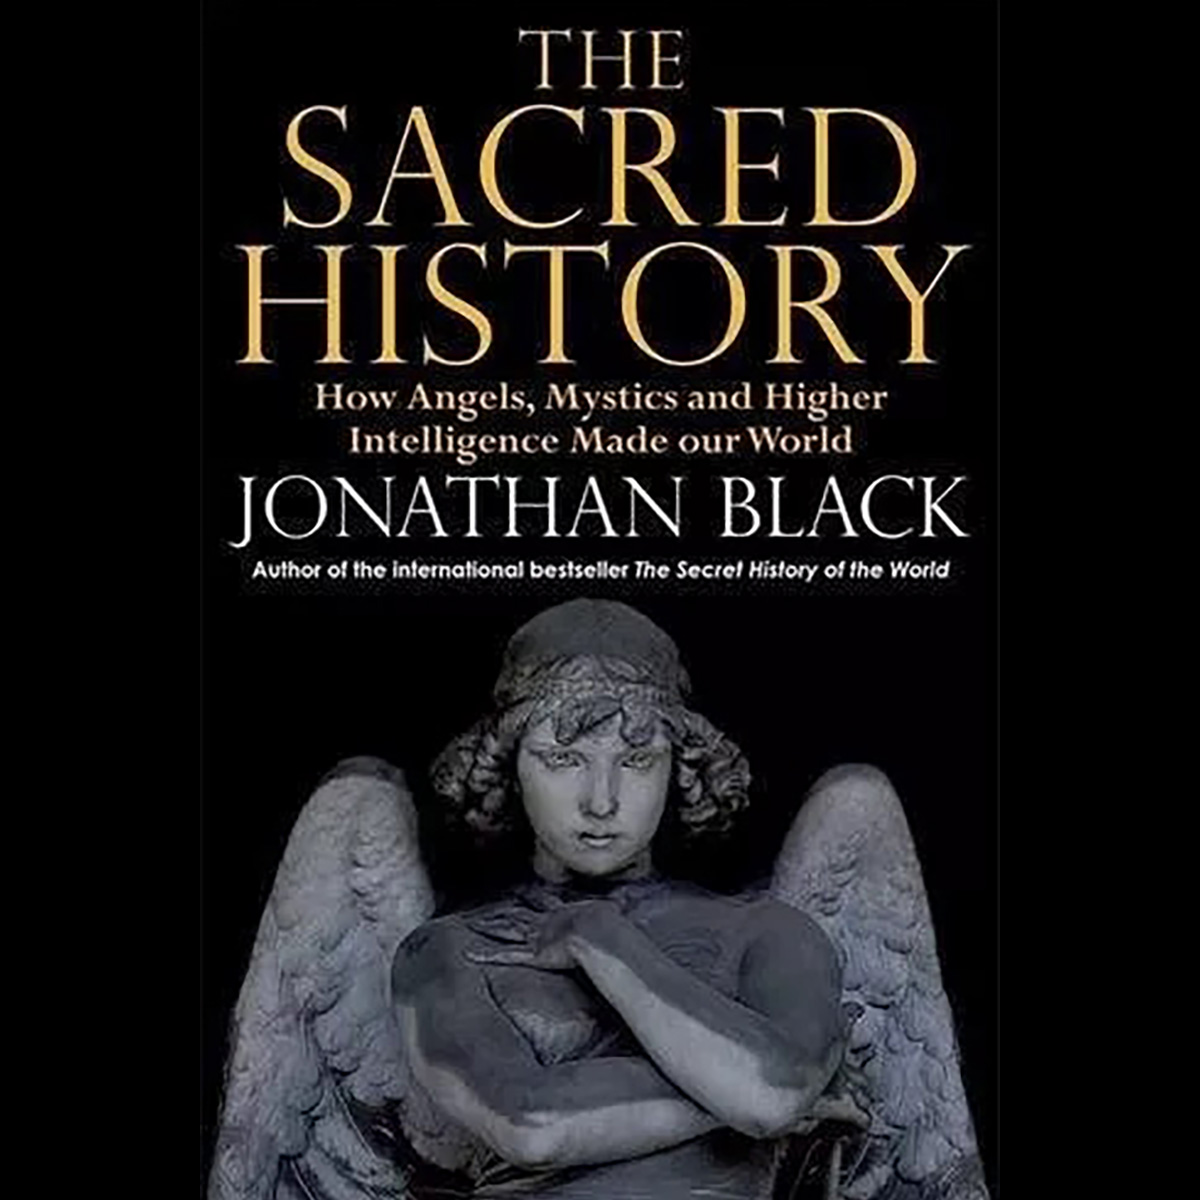 THE
SACRED
HISTORY
How Angels, Mystics and Higher
Intelligence Made our World
JONATHAN BLACK
Author of the international bestseller The Secret History of the World